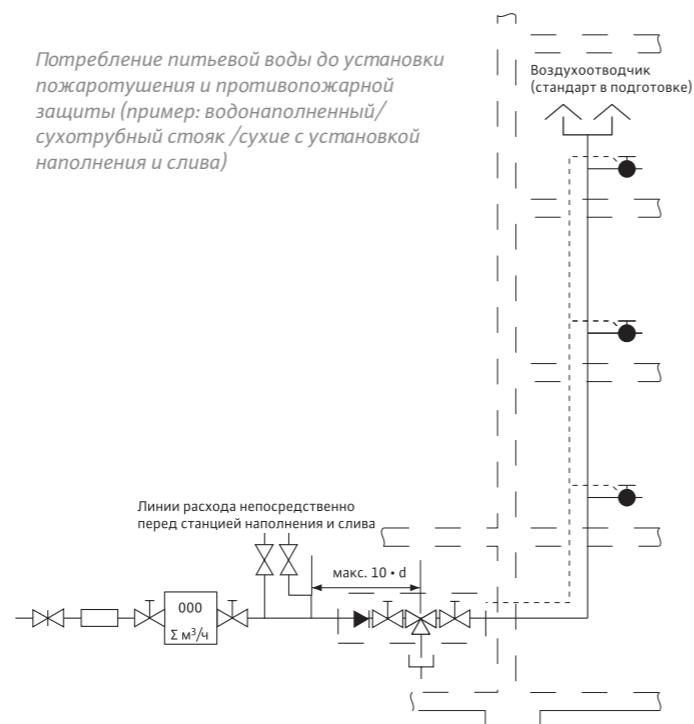 Потребление питьевой воды до установки
пожаротушения и противопожарной
защиты (пример: водонаполненный/
сухотрубный стояк /сухие с установкой
наполнения и слива)
Воздухоотводчик
(стандарт в подготовке)
Линии расхода непосредственно
перед станцией наполнения и слива
макс. 10 • d
000
Σ м³/ч